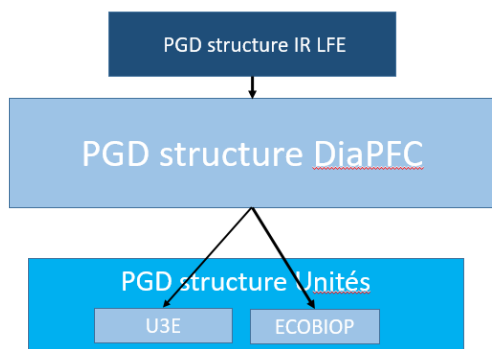 PGD structure IR LFE
PGD structure DiaPFC
PGD structure Unités
U3E
ECOBIOP